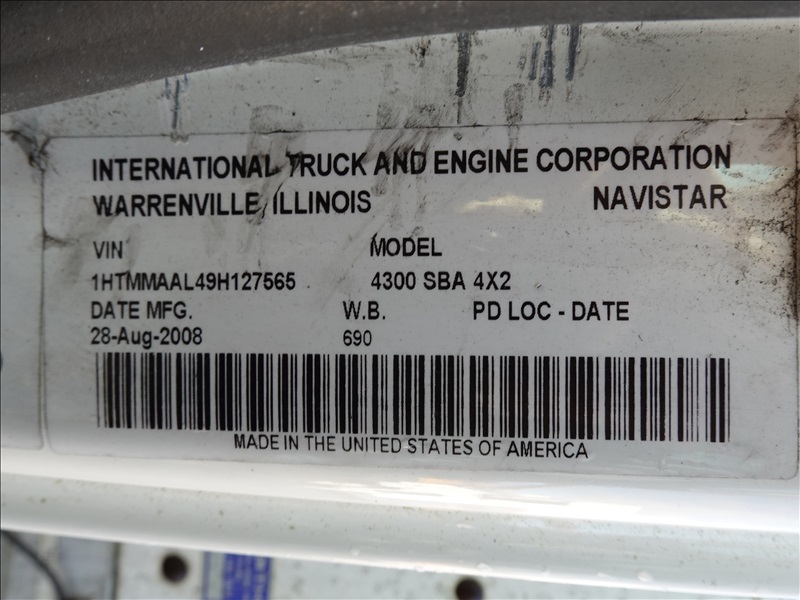 INTERNATIONAL TRUCK AND ENGINE CORPORATION
WARRENVILLE, ILLINOIS NAVISTAR
VIN MODEL
1HTMMAAL49H127565 4300 SBA 4X2
DATE MFG. W.B. PD LOC - DATE
28-Aug-2008 690
MADE IN THE UNITED STATES OF AMERICA